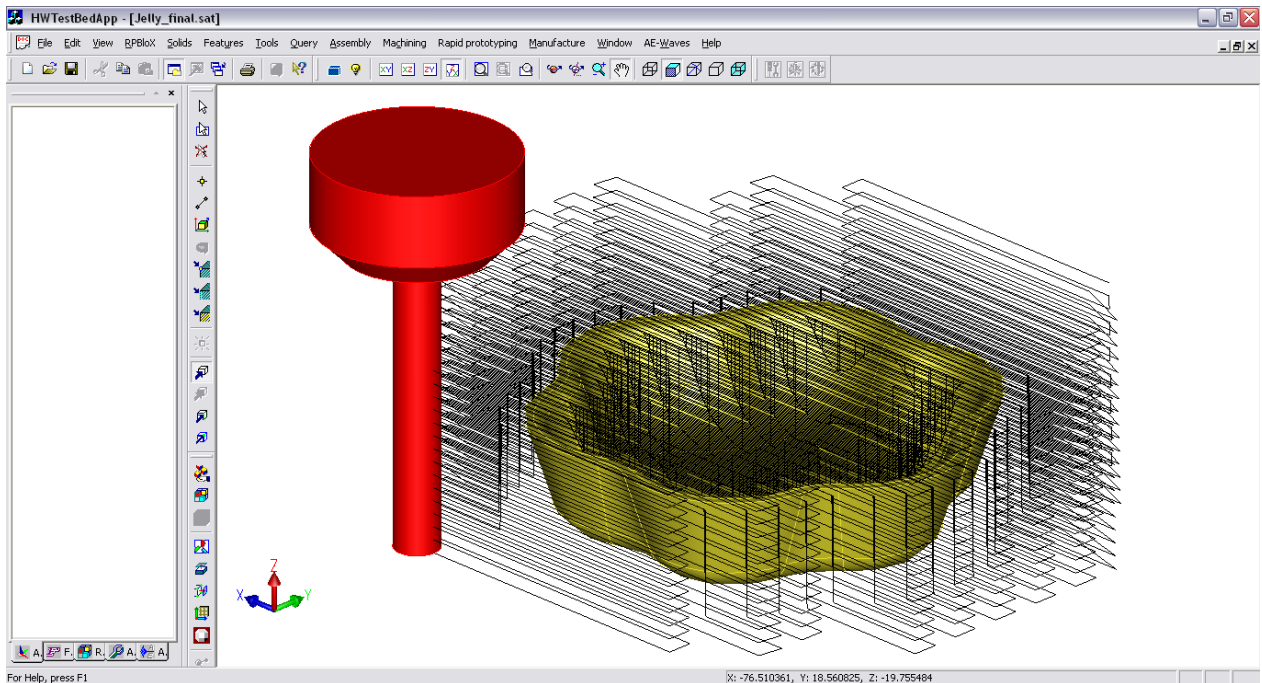 HWTestBedApp - [Jelly_final.sat]
File Edit View RPBloX Solids Features Tools Query Assembly Machining Rapid prototyping Manufacture Window AE-Waves Help
XY XZ ZY
Z
X Y
A. F. R. A. A.
For Help, press F1 X: -76.510361, Y: 18.560825, Z: -19.755484